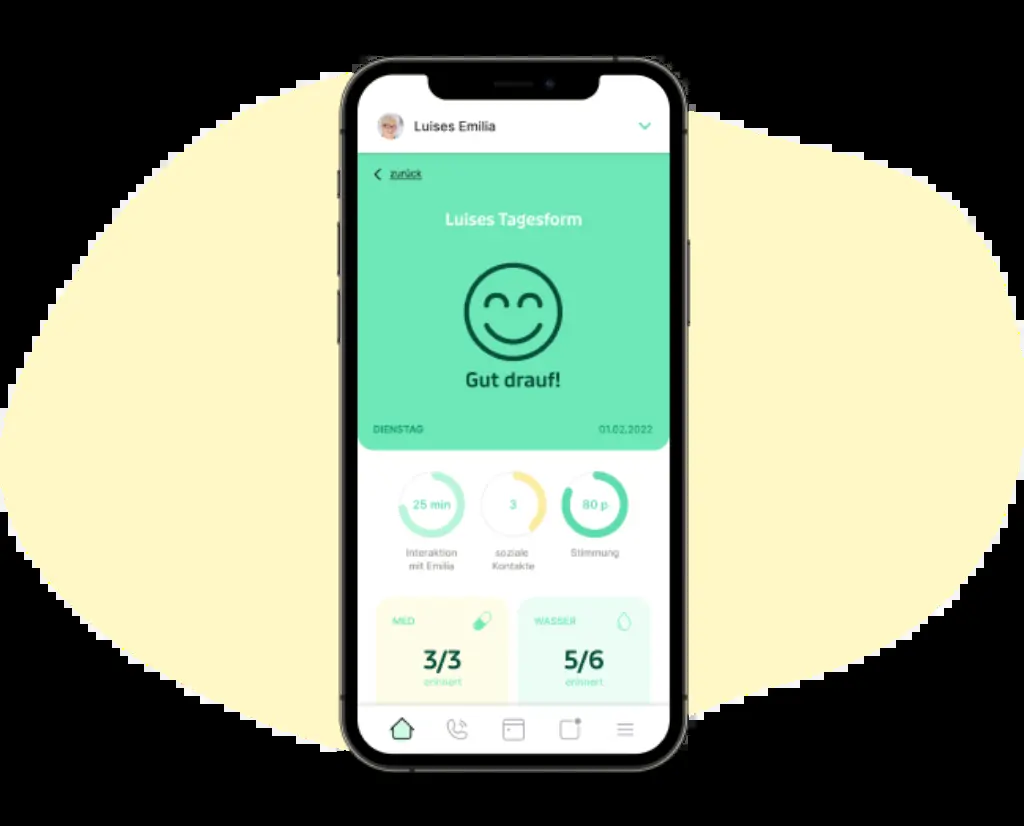 Luises Emilia
zurück
Luises Tagesform
Gut drauf!
DIENSTAG
01.02.2022
25 min
3
80 p.
Interaktion
mit Emilia
soziale
Kontakte
Stimmung
MED
3/3
erinnert
WASSER
5/6
erinnert